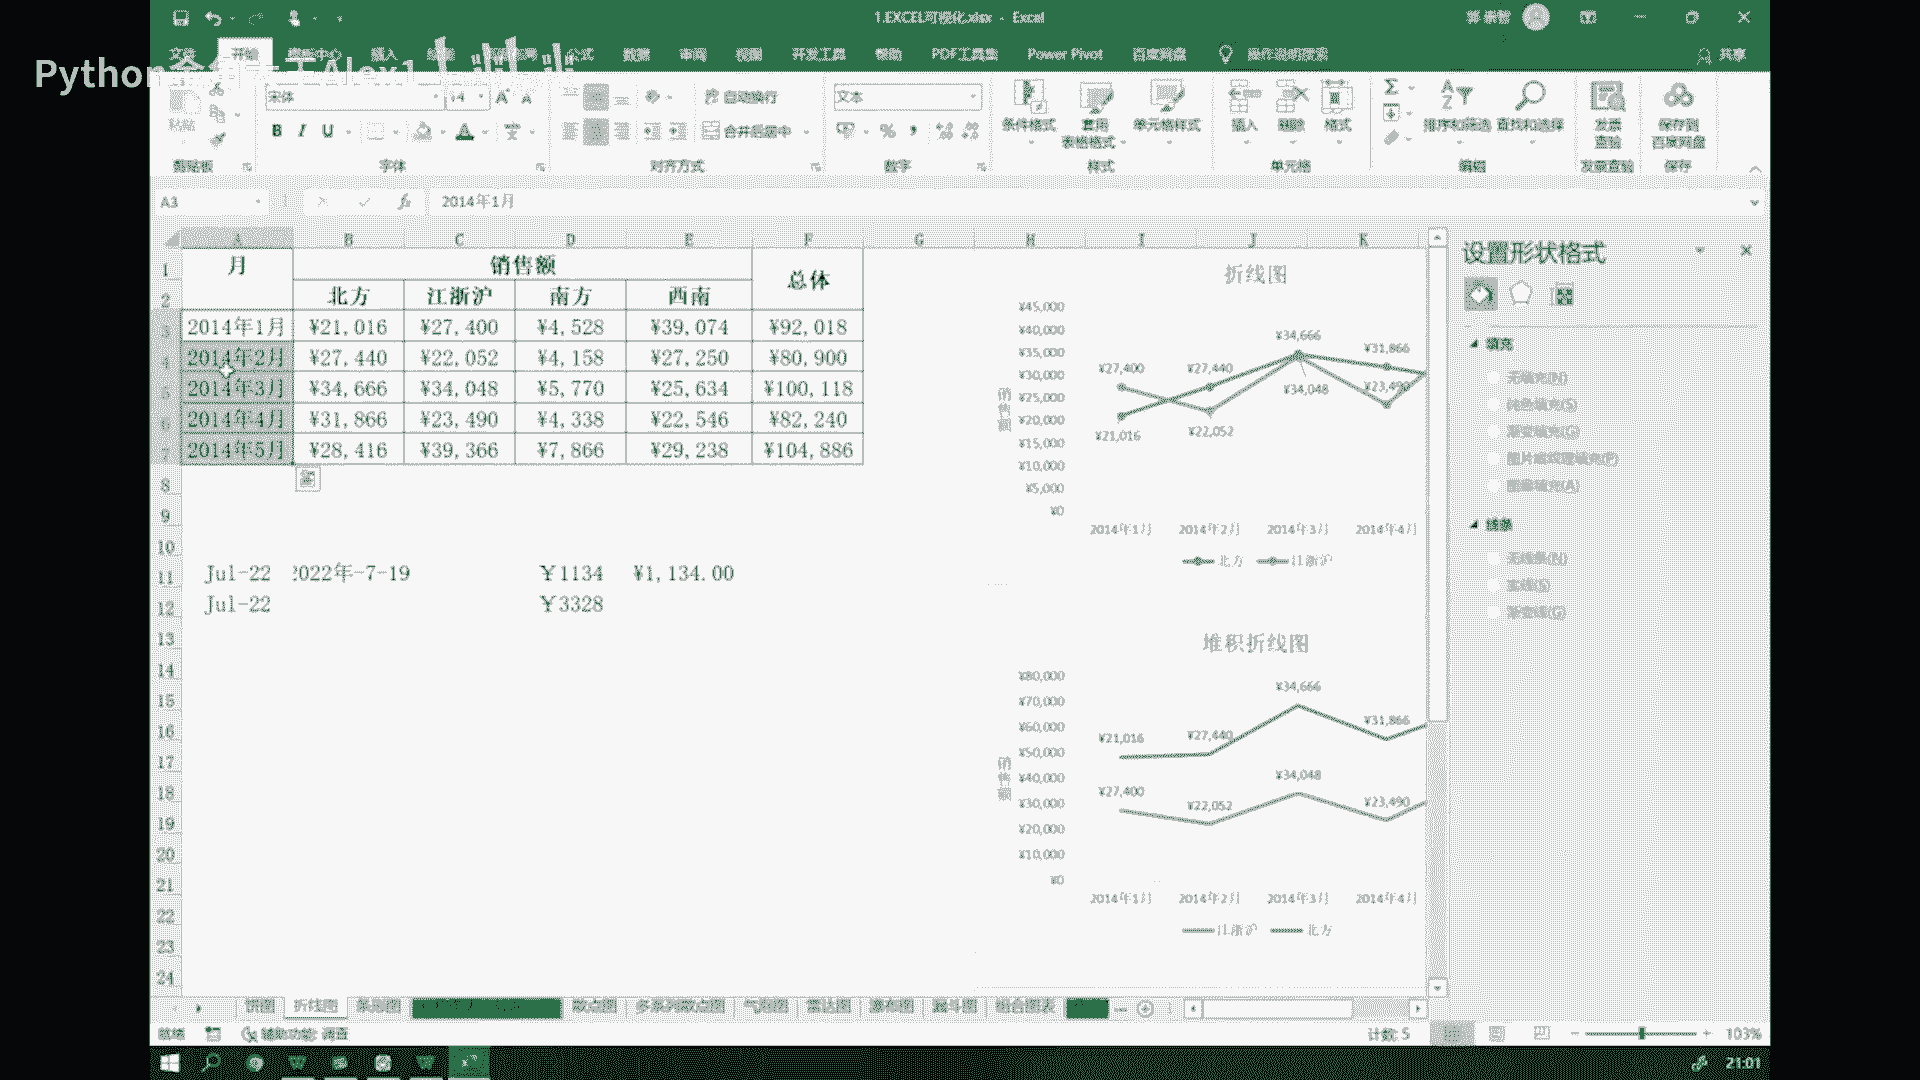 1.EXCEL可视化.xlsx - Excel
Python
文件 开始 插入 公式 数据 审阅 视图 开发工具 帮助 PDF工具集 Power Pivot 百度网盘 操作说明搜索 共享
粘贴
宋体
14
B I U
自动换行
合并后居中
文本
条件格式
套用
表格格式
单元格样式
插入 删除 格式
排序和筛选 查找和选择
发票
查验
保存到
百度网盘
剪贴板 字体 对齐方式 数字 样式 单元格 编辑 发票查验 保存
A3 fx 2014年1月
A B C D E F G H I J K
月 销售额 总体
北方 江浙沪 南方 西南
2014年1月 ¥21,016 ¥27,400 ¥4,528 ¥39,074 ¥92,018
2014年2月 ¥27,440 ¥22,052 ¥4,158 ¥27,250 ¥80,900
2014年3月 ¥34,666 ¥34,048 ¥5,770 ¥25,634 ¥100,118
2014年4月 ¥31,866 ¥23,490 ¥4,338 ¥22,546 ¥82,240
2014年5月 ¥28,416 ¥39,366 ¥7,866 ¥29,238 ¥104,886
Jul-22 2022年-7-19 ￥1134 ¥1,134.00
Jul-22 ￥3328
1
2
3
4
5
6
7
8
9
10
11
12
13
14
15
16
17
18
19
20
21
22
23
24
折线图
¥45,000
¥40,000
¥35,000
¥30,000
¥25,000
¥20,000
¥15,000
¥10,000
¥5,000
¥0
销售额
¥27,400 ¥27,440 ¥34,666 ¥31,866
¥21,016 ¥22,052 ¥34,048 ¥23,490
2014年1月 2014年2月 2014年3月 2014年4月
北方 江浙沪
堆积折线图
¥80,000
¥70,000
¥60,000
¥50,000
¥40,000
¥30,000
¥20,000
¥10,000
¥0
销售额
¥21,016 ¥27,440 ¥34,666 ¥31,866
¥27,400 ¥22,052 ¥34,048 ¥23,490
2014年1月 2014年2月 2014年3月 2014年4月
江浙沪 北方
设置形状格式
填充
无填充(N)
纯色填充(S)
渐变填充(G)
图片或纹理填充(P)
图案填充(A)
线条
无线条(N)
实线(S)
渐变线(G)
饼图 折线图 条形图 散点图 多系列散点图 气泡图 雷达图 瀑布图 漏斗图 组合图表
就绪 辅助功能: 调查 计数: 5 103%
21:01